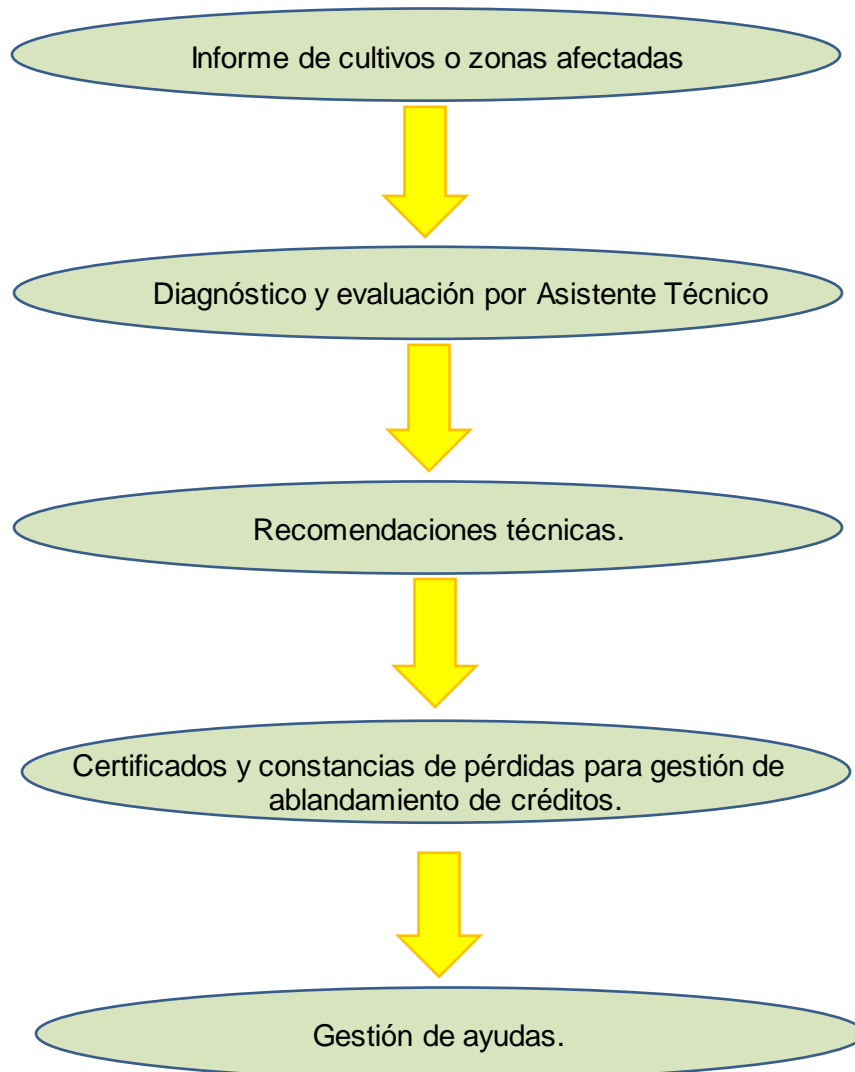 Informe de cultivos o zonas afectadas
Diagnóstico y evaluación por Asistente Técnico
Recomendaciones técnicas.
Certificados y constancias de pérdidas para gestión de
ablandamiento de créditos.
Gestión de ayudas.